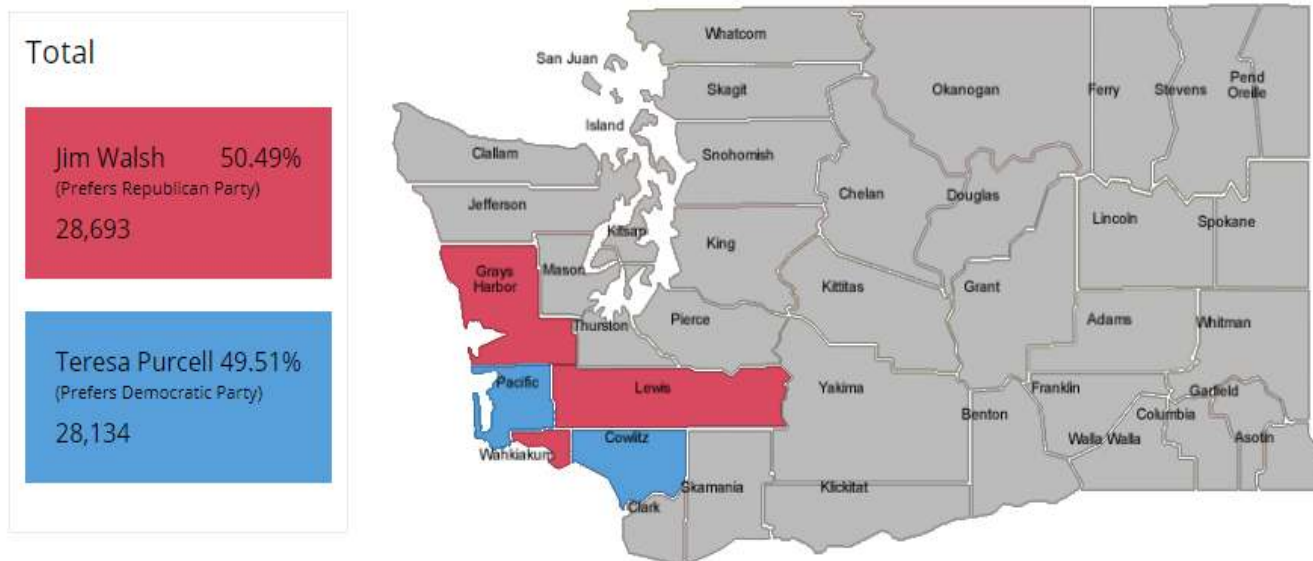 Total
Jim Walsh 50.49%
(Prefers Republican Party)
28,693
Teresa Purcell 49.51%
(Prefers Democratic Party)
28,134
Whatcom
San Juan
Skagit
Okanogan
Ferry
Stevens
Pend
Oreille
Island
Clallam
Snohomish
Chelan
Douglas
Jefferson
Kitsap
King
Lincoln
Spokane
Grays
Harbor
Mason
Kittitas
Grant
Thurston
Pierce
Adams
Whitman
Pacific
Lewis
Yakima
Franklin
Garfield
Benton
Columbia
Wahkiakum
Cowlitz
Walla Walla
Asotin
Skamania
Klickitat
Clark